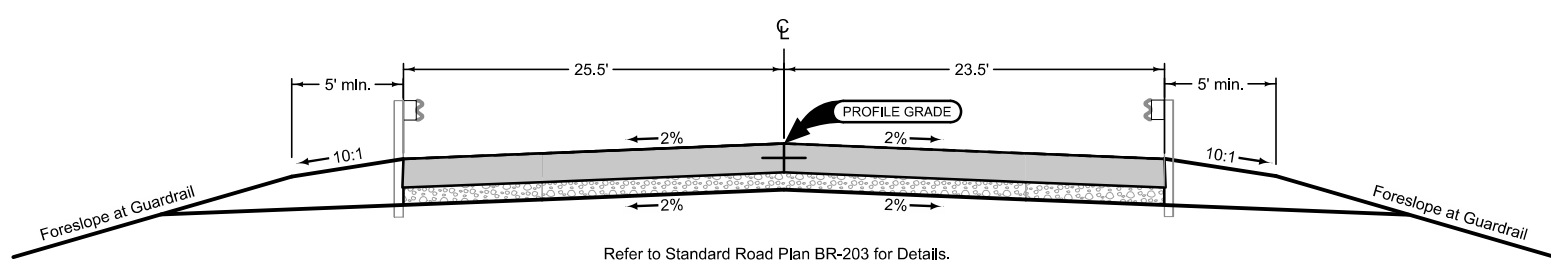 ℄
25.5'
23.5'
5' min.
5' min.
PROFILE GRADE
2%
2%
10:1
10:1
Foreslope at Guardrail
Foreslope at Guardrail
2%
2%
Refer to Standard Road Plan BR-203 for Details.